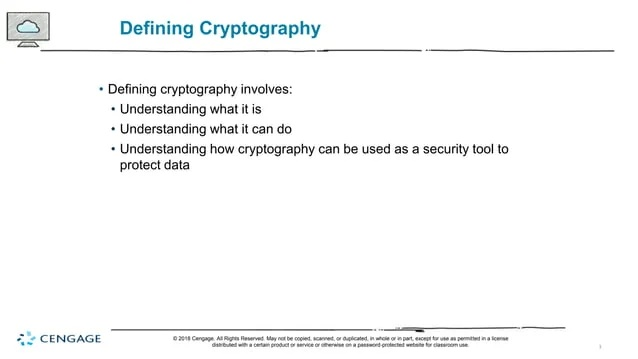 Defining Cryptography
• Defining cryptography involves:
• Understanding what it is
• Understanding what it can do
• Understanding how cryptography can be used as a security tool to
protect data
CENGAGE
© 2018 Cengage. All Rights Reserved. May not be copied, scanned, or duplicated, in whole or in part, except for use as permitted in a license
distributed with a certain product or service or otherwise on a password-protected website for classroom use.